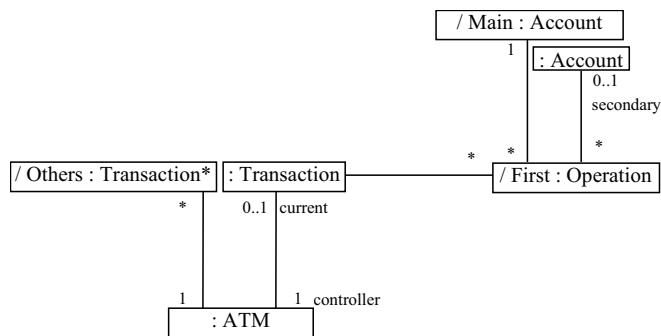 / Main : Account
1
: Account
0..1
secondary
* * *
/ Others : Transaction* : Transaction / First : Operation
* 0..1 current
1 1 controller
: ATM